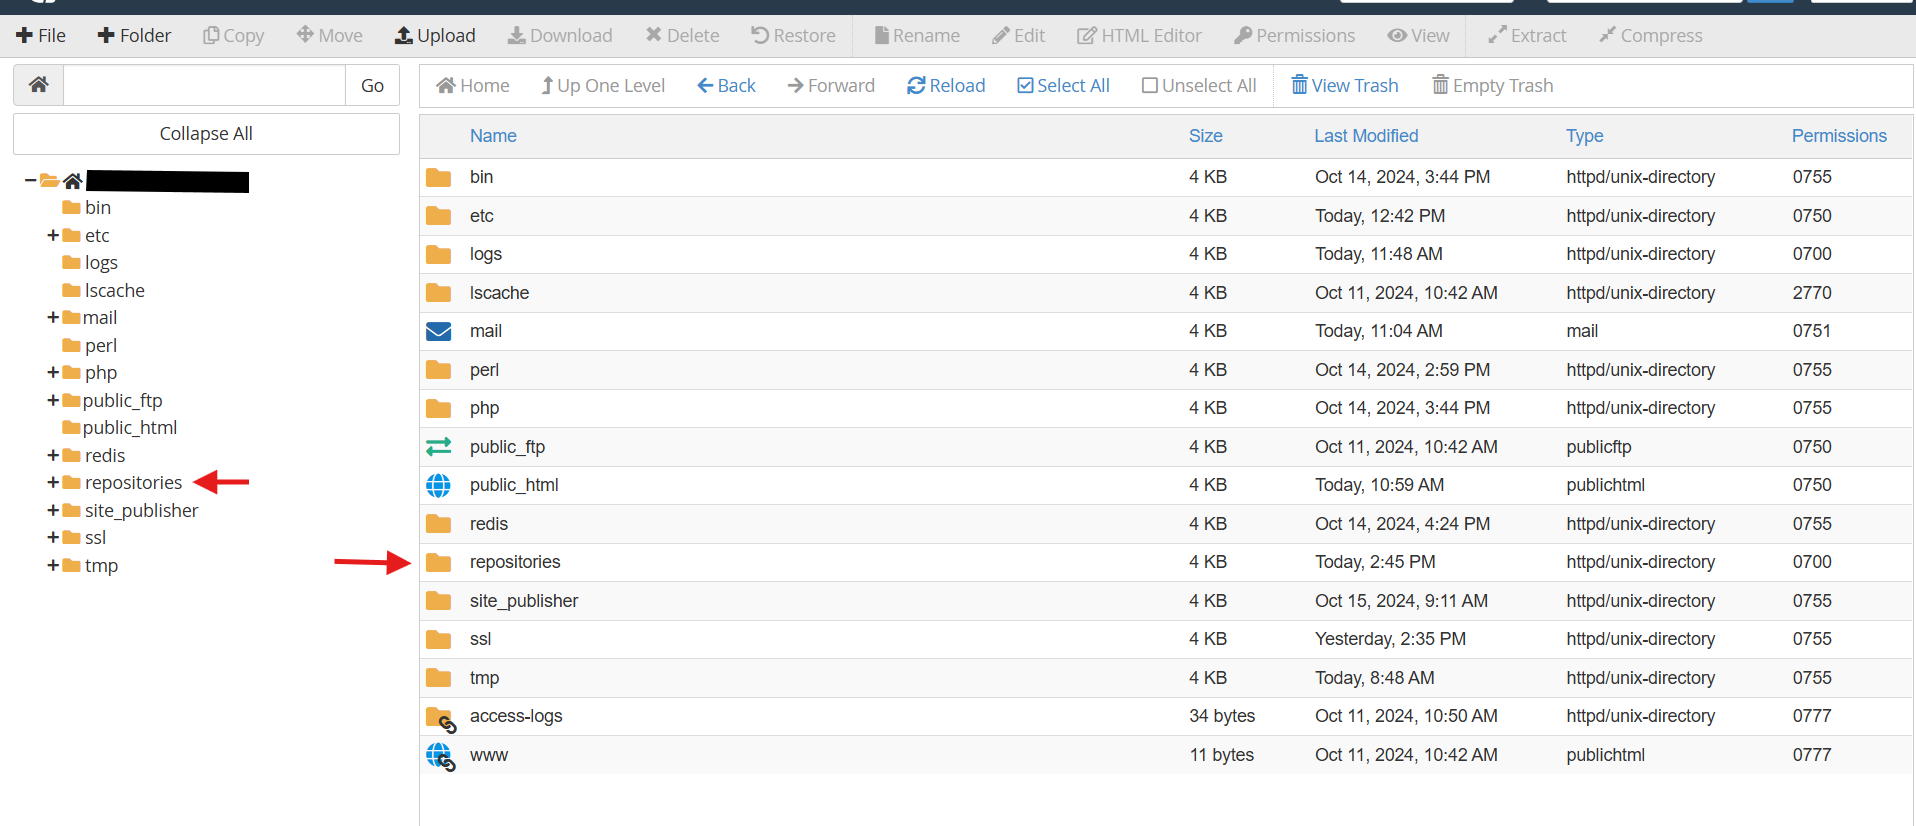 File Folder Copy Move Upload Download Delete Restore Rename Edit HTML Editor Permissions View Extract Compress
Go
Home Up One Level Back Forward Reload Select All Unselect All View Trash Empty Trash
Collapse All
bin
etc
logs
lscache
mail
perl
php
public_ftp
public_html
redis
repositories
site_publisher
ssl
tmp
Name Size Last Modified Type Permissions
bin 4 KB Oct 14, 2024, 3:44 PM httpd/unix-directory 0755
etc 4 KB Today, 12:42 PM httpd/unix-directory 0750
logs 4 KB Today, 11:48 AM httpd/unix-directory 0700
lscache 4 KB Oct 11, 2024, 10:42 AM httpd/unix-directory 2770
mail 4 KB Today, 11:04 AM mail 0751
perl 4 KB Oct 14, 2024, 2:59 PM httpd/unix-directory 0755
php 4 KB Oct 14, 2024, 3:44 PM httpd/unix-directory 0755
public_ftp 4 KB Oct 11, 2024, 10:42 AM publicftp 0750
public_html 4 KB Today, 10:59 AM publichtml 0750
redis 4 KB Oct 14, 2024, 4:24 PM httpd/unix-directory 0755
repositories 4 KB Today, 2:45 PM httpd/unix-directory 0700
site_publisher 4 KB Oct 15, 2024, 9:11 AM httpd/unix-directory 0755
ssl 4 KB Yesterday, 2:35 PM httpd/unix-directory 0755
tmp 4 KB Today, 8:48 AM httpd/unix-directory 0755
access-logs 34 bytes Oct 11, 2024, 10:50 AM httpd/unix-directory 0777
www 11 bytes Oct 11, 2024, 10:42 AM publichtml 0777